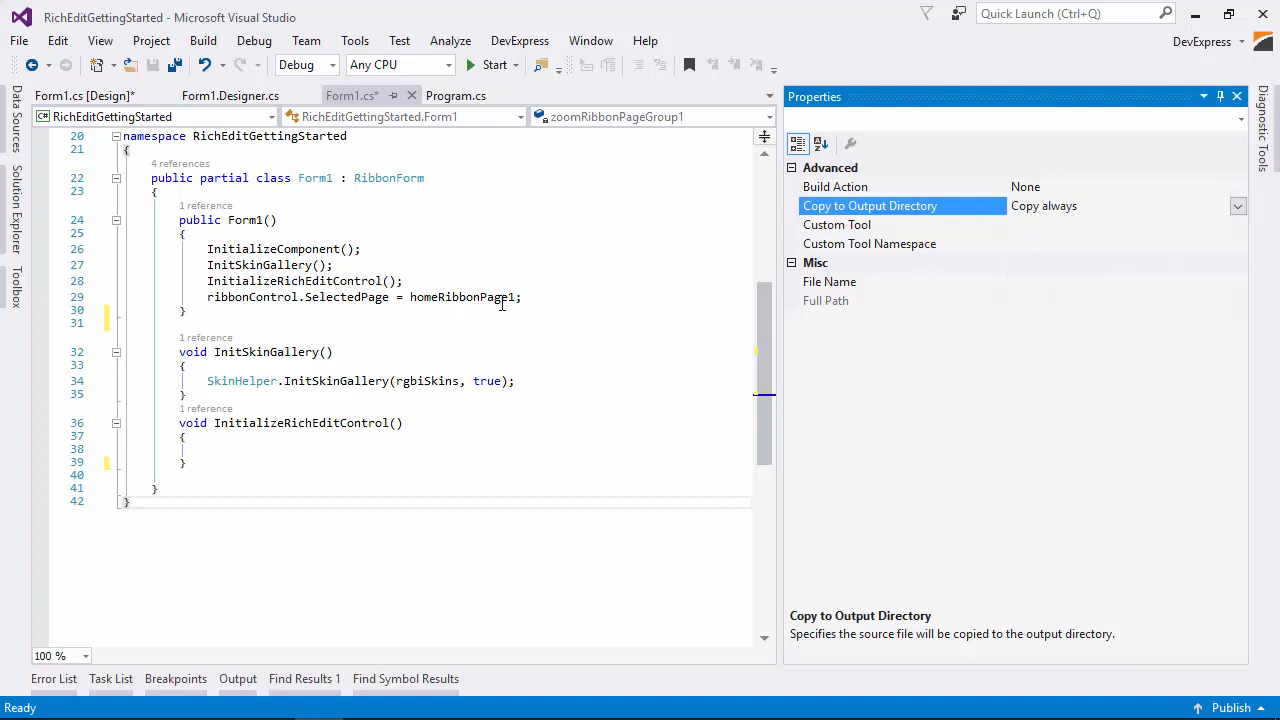 RichEditGettingStarted - Microsoft Visual Studio
Quick Launch (Ctrl+Q)
File Edit View Project Build Debug Team Tools Test Analyze DevExpress Window Help
DevExpress
Debug Any CPU Start
Form1.cs [Design]* Form1.Designer.cs Form1.cs* Program.cs
RichEditGettingStarted RichEditGettingStarted.Form1 zoomRibbonPageGroup1
20 namespace RichEditGettingStarted
21 {
4 references
22 public partial class Form1 : RibbonForm
23 {
1 reference
24 public Form1()
25 {
26 InitializeComponent();
27 InitSkinGallery();
28 InitializeRichEditControl();
29 ribbonControl.SelectedPage = homeRibbonPage1;
30 }
31
1 reference
32 void InitSkinGallery()
33 {
34 SkinHelper.InitSkinGallery(rgbiSkins, true);
35 }
1 reference
36 void InitializeRichEditControl()
37 {
38
39 }
40
41 }
42 }
100 %
Data Sources
Solution Explorer
Toolbox
Properties
Advanced
Build Action None
Copy to Output Directory Copy always
Custom Tool
Custom Tool Namespace
Misc
File Name
Full Path
Copy to Output Directory
Specifies the source file will be copied to the output directory.
Diagnostic Tools
Error List Task List Breakpoints Output Find Results 1 Find Symbol Results
Ready
Publish